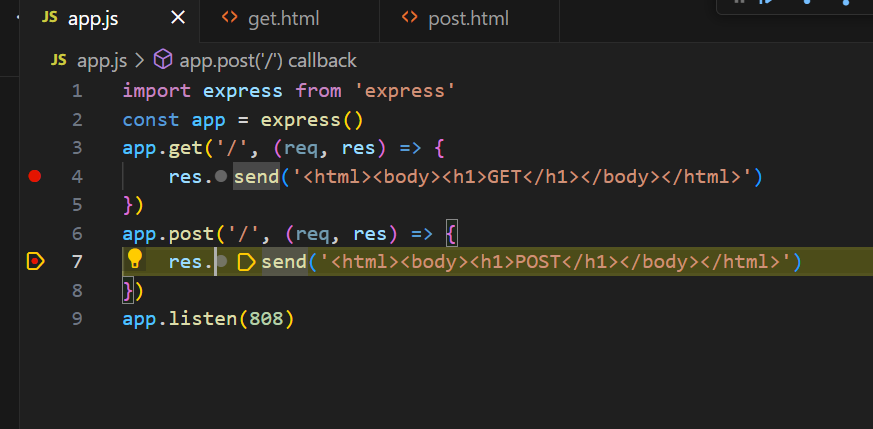 JS app.js
get.html
post.html
JS app.js > app.post('/') callback
1 import express from 'express'
2 const app = express()
3 app.get('/', (req, res) => {
4 res.send('<html><body><h1>GET</h1></body></html>')
5 })
6 app.post('/', (req, res) => {
7 res.send('<html><body><h1>POST</h1></body></html>')
8 })
9 app.listen(808)